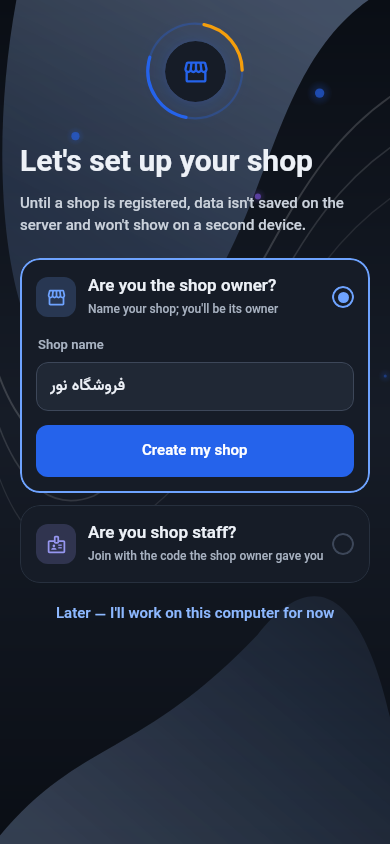 Let's set up your shop
Until a shop is registered, data isn't saved on the
server and won't show on a second device.
Are you the shop owner?
Name your shop; you'll be its owner
Shop name
فروشگاه نور
Create my shop
Are you shop staff?
Join with the code the shop owner gave you
Later — I'll work on this computer for now